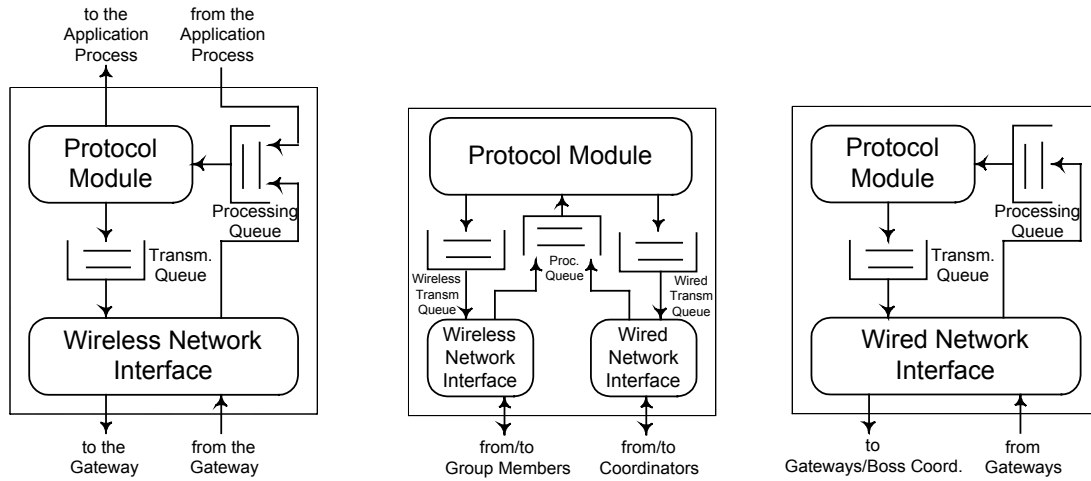 to the
Application
Process
from the
Application
Process
Protocol
Module
Processing
Queue
Transm.
Queue
Wireless Network
Interface
to the
Gateway
from the
Gateway
Protocol Module
Wireless
Transm
Queue
Proc.
Queue
Wired
Transm
Queue
Wireless
Network
Interface
Wired
Network
Interface
from/to
Group Members
from/to
Coordinators
Protocol
Module
Processing
Queue
Transm.
Queue
Wired Network
Interface
to
Gateways/Boss Coord.
from
Gateways